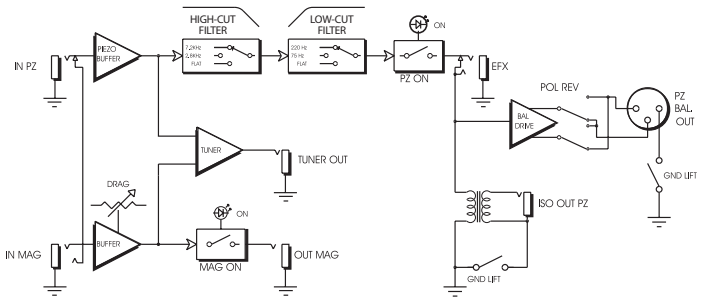 HIGH-CUT
FILTER
LOW-CUT
FILTER
ON
PIEZO
BUFFER
7,2KHz
2,8KHz
FLAT
220 Hz
75 Hz
FLAT
IN PZ
PZ ON
EFX
POL REV
PZ
BAL.
OUT
BAL
DRIVE
TUNER
TUNER OUT
DRAG
GND LIFT
ON
ISO OUT PZ
BUFFER
IN MAG
MAG ON
OUT MAG
GND LIFT